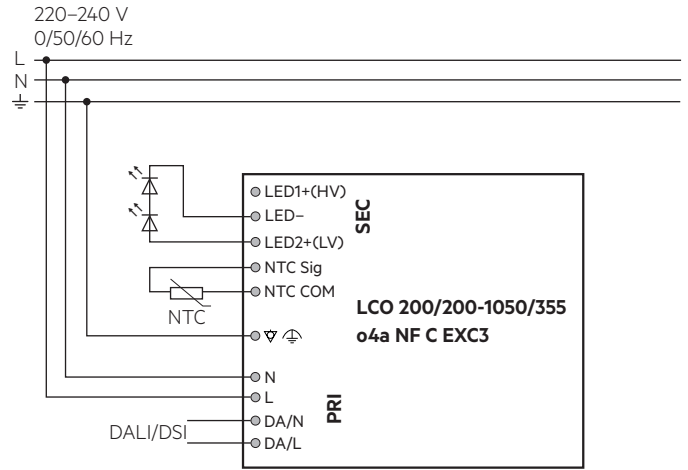 220–240 V
0/50/60 Hz
L
N
LED1+(HV)
LED–
SEC
LED2+(LV)
NTC Sig
NTC COM
NTC
LCO 200/200-1050/355
o4a NF C EXC3
N
L
PRI
DALI/DSI
DA/N
DA/L